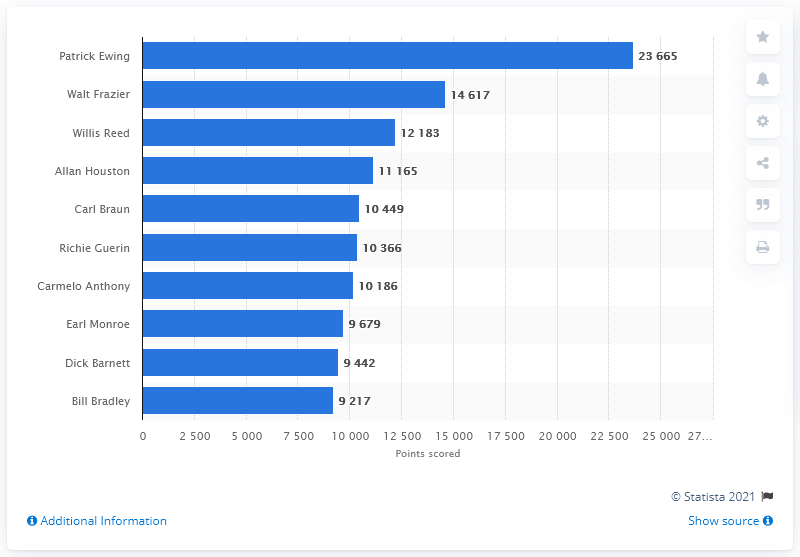 Patrick Ewing 23 665
Walt Frazier 14 617
Willis Reed 12 183
Allan Houston 11 165
Carl Braun 10 449
Richie Guerin 10 366
Carmelo Anthony 10 186
Earl Monroe 9 679
Dick Barnett 9 442
Bill Bradley 9 217
0 2 500 5 000 7 500 10 000 12 500 15 000 17 500 20 000 22 500 25 000 27...
Points scored
© Statista 2021
Additional Information Show source